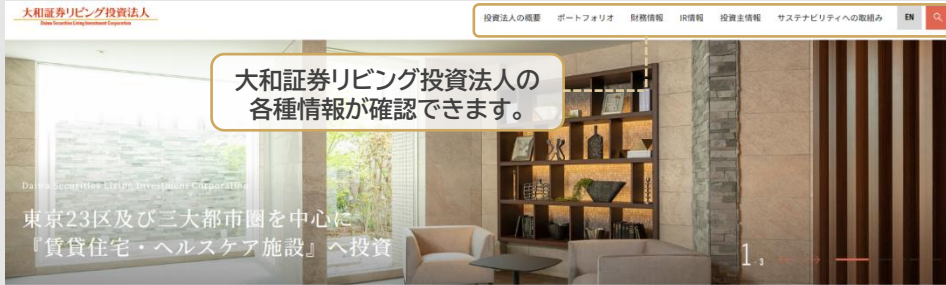 大和証券リビング投資法人
Daiwa Securities Living Investment Corporation
投資法人の概要 ポートフォリオ 財務情報 IR情報 投資主情報 サステナビリティへの取組み EN
大和証券リビング投資法人の
各種情報が確認できます。
Daiwa Securities Living Investment Corporation
東京23区及び三大都市圏を中心に
『賃貸住宅・ヘルスケア施設』へ投資
1 - 3